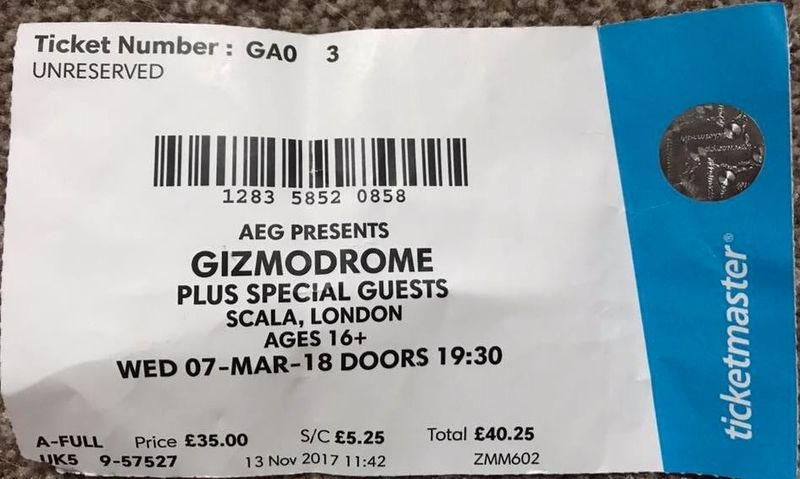 Ticket Number : GA0 3
UNRESERVED
1283 5852 0858
AEG PRESENTS
GIZMODROME
PLUS SPECIAL GUESTS
SCALA, LONDON
AGES 16+
WED 07-MAR-18 DOORS 19:30
A-FULL Price £35.00 S/C £5.25 Total £40.25
UK5 9-57527 13 Nov 2017 11:42 ZMM602
ticketmaster®